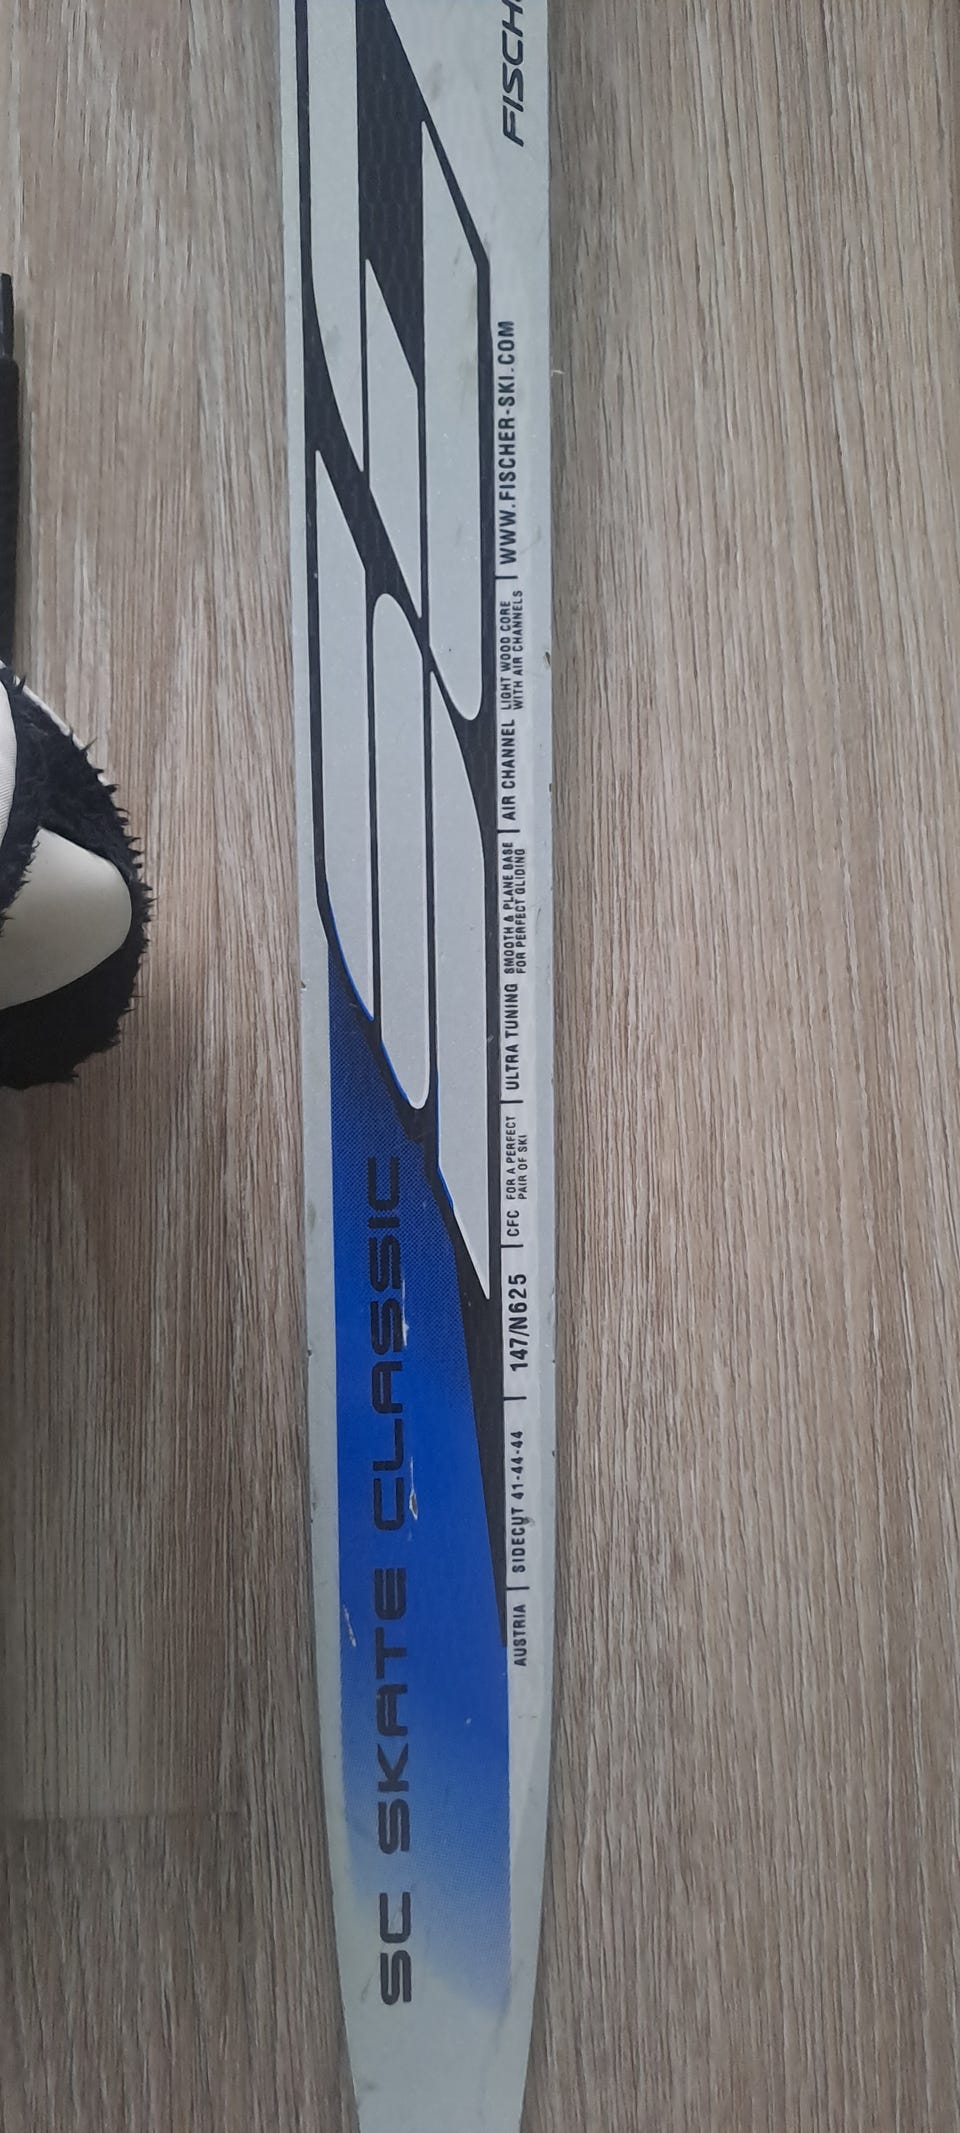 SC SKATE CLASSIC
AUSTRIA | SIDECUT 41-44-44 | 147/N625 | CFC FOR A PERFECT PAIR OF SKI | ULTRA TUNING SMOOTH & PLANE BASE FOR PERFECT GLIDING | AIR CHANNEL LIGHT WOOD CORE WITH AIR CHANNELS | WWW.FISCHER-SKI.COM